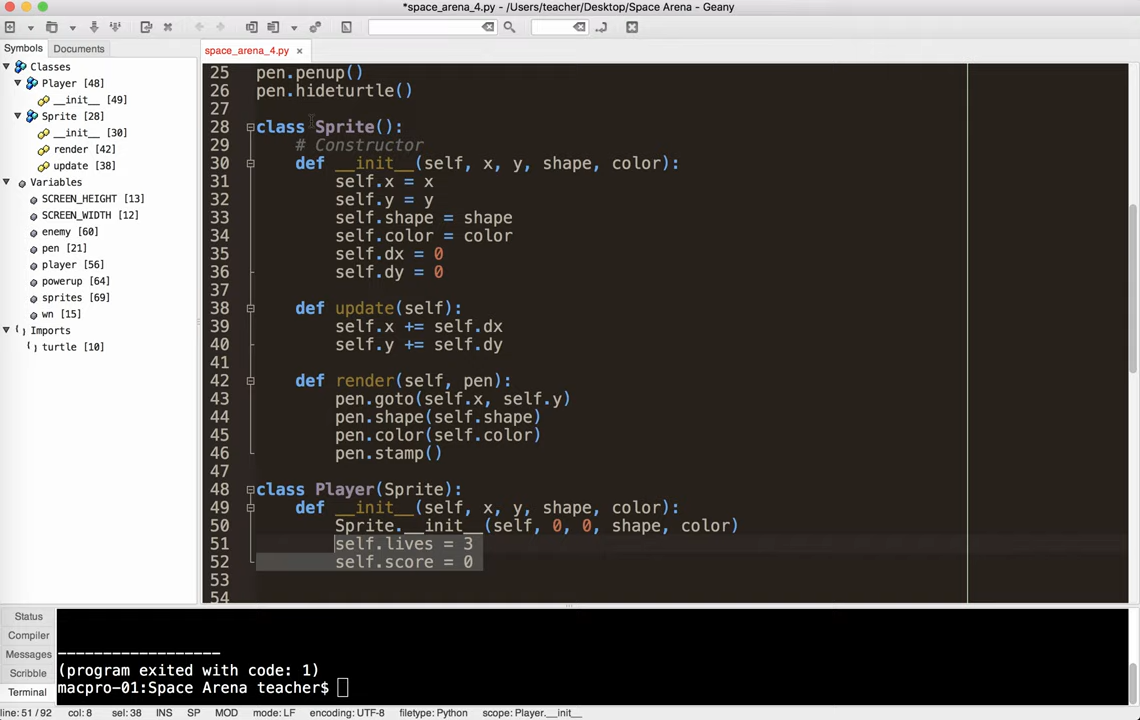 *space_arena_4.py - /Users/teacher/Desktop/Space Arena - Geany
Symbols Documents
Classes
Player [48]
__init__ [49]
Sprite [28]
__init__ [30]
render [42]
update [38]
Variables
SCREEN_HEIGHT [13]
SCREEN_WIDTH [12]
enemy [60]
pen [21]
player [56]
powerup [64]
sprites [69]
wn [15]
Imports
turtle [10]
space_arena_4.py ×
25 pen.penup()
26 pen.hideturtle()
27
28 class Sprite():
29 # Constructor
30 def __init__(self, x, y, shape, color):
31 self.x = x
32 self.y = y
33 self.shape = shape
34 self.color = color
35 self.dx = 0
36 self.dy = 0
37
38 def update(self):
39 self.x += self.dx
40 self.y += self.dy
41
42 def render(self, pen):
43 pen.goto(self.x, self.y)
44 pen.shape(self.shape)
45 pen.color(self.color)
46 pen.stamp()
47
48 class Player(Sprite):
49 def __init__(self, x, y, shape, color):
50 Sprite.__init__(self, 0, 0, shape, color)
51 self.lives = 3
52 self.score = 0
53
54
Status
Compiler
Messages
Scribble
Terminal
------------------
(program exited with code: 1)
macpro-01:Space Arena teacher$
line: 51 / 92 col: 8 sel: 38 INS SP MOD mode: LF encoding: UTF-8 filetype: Python scope: Player.__init__